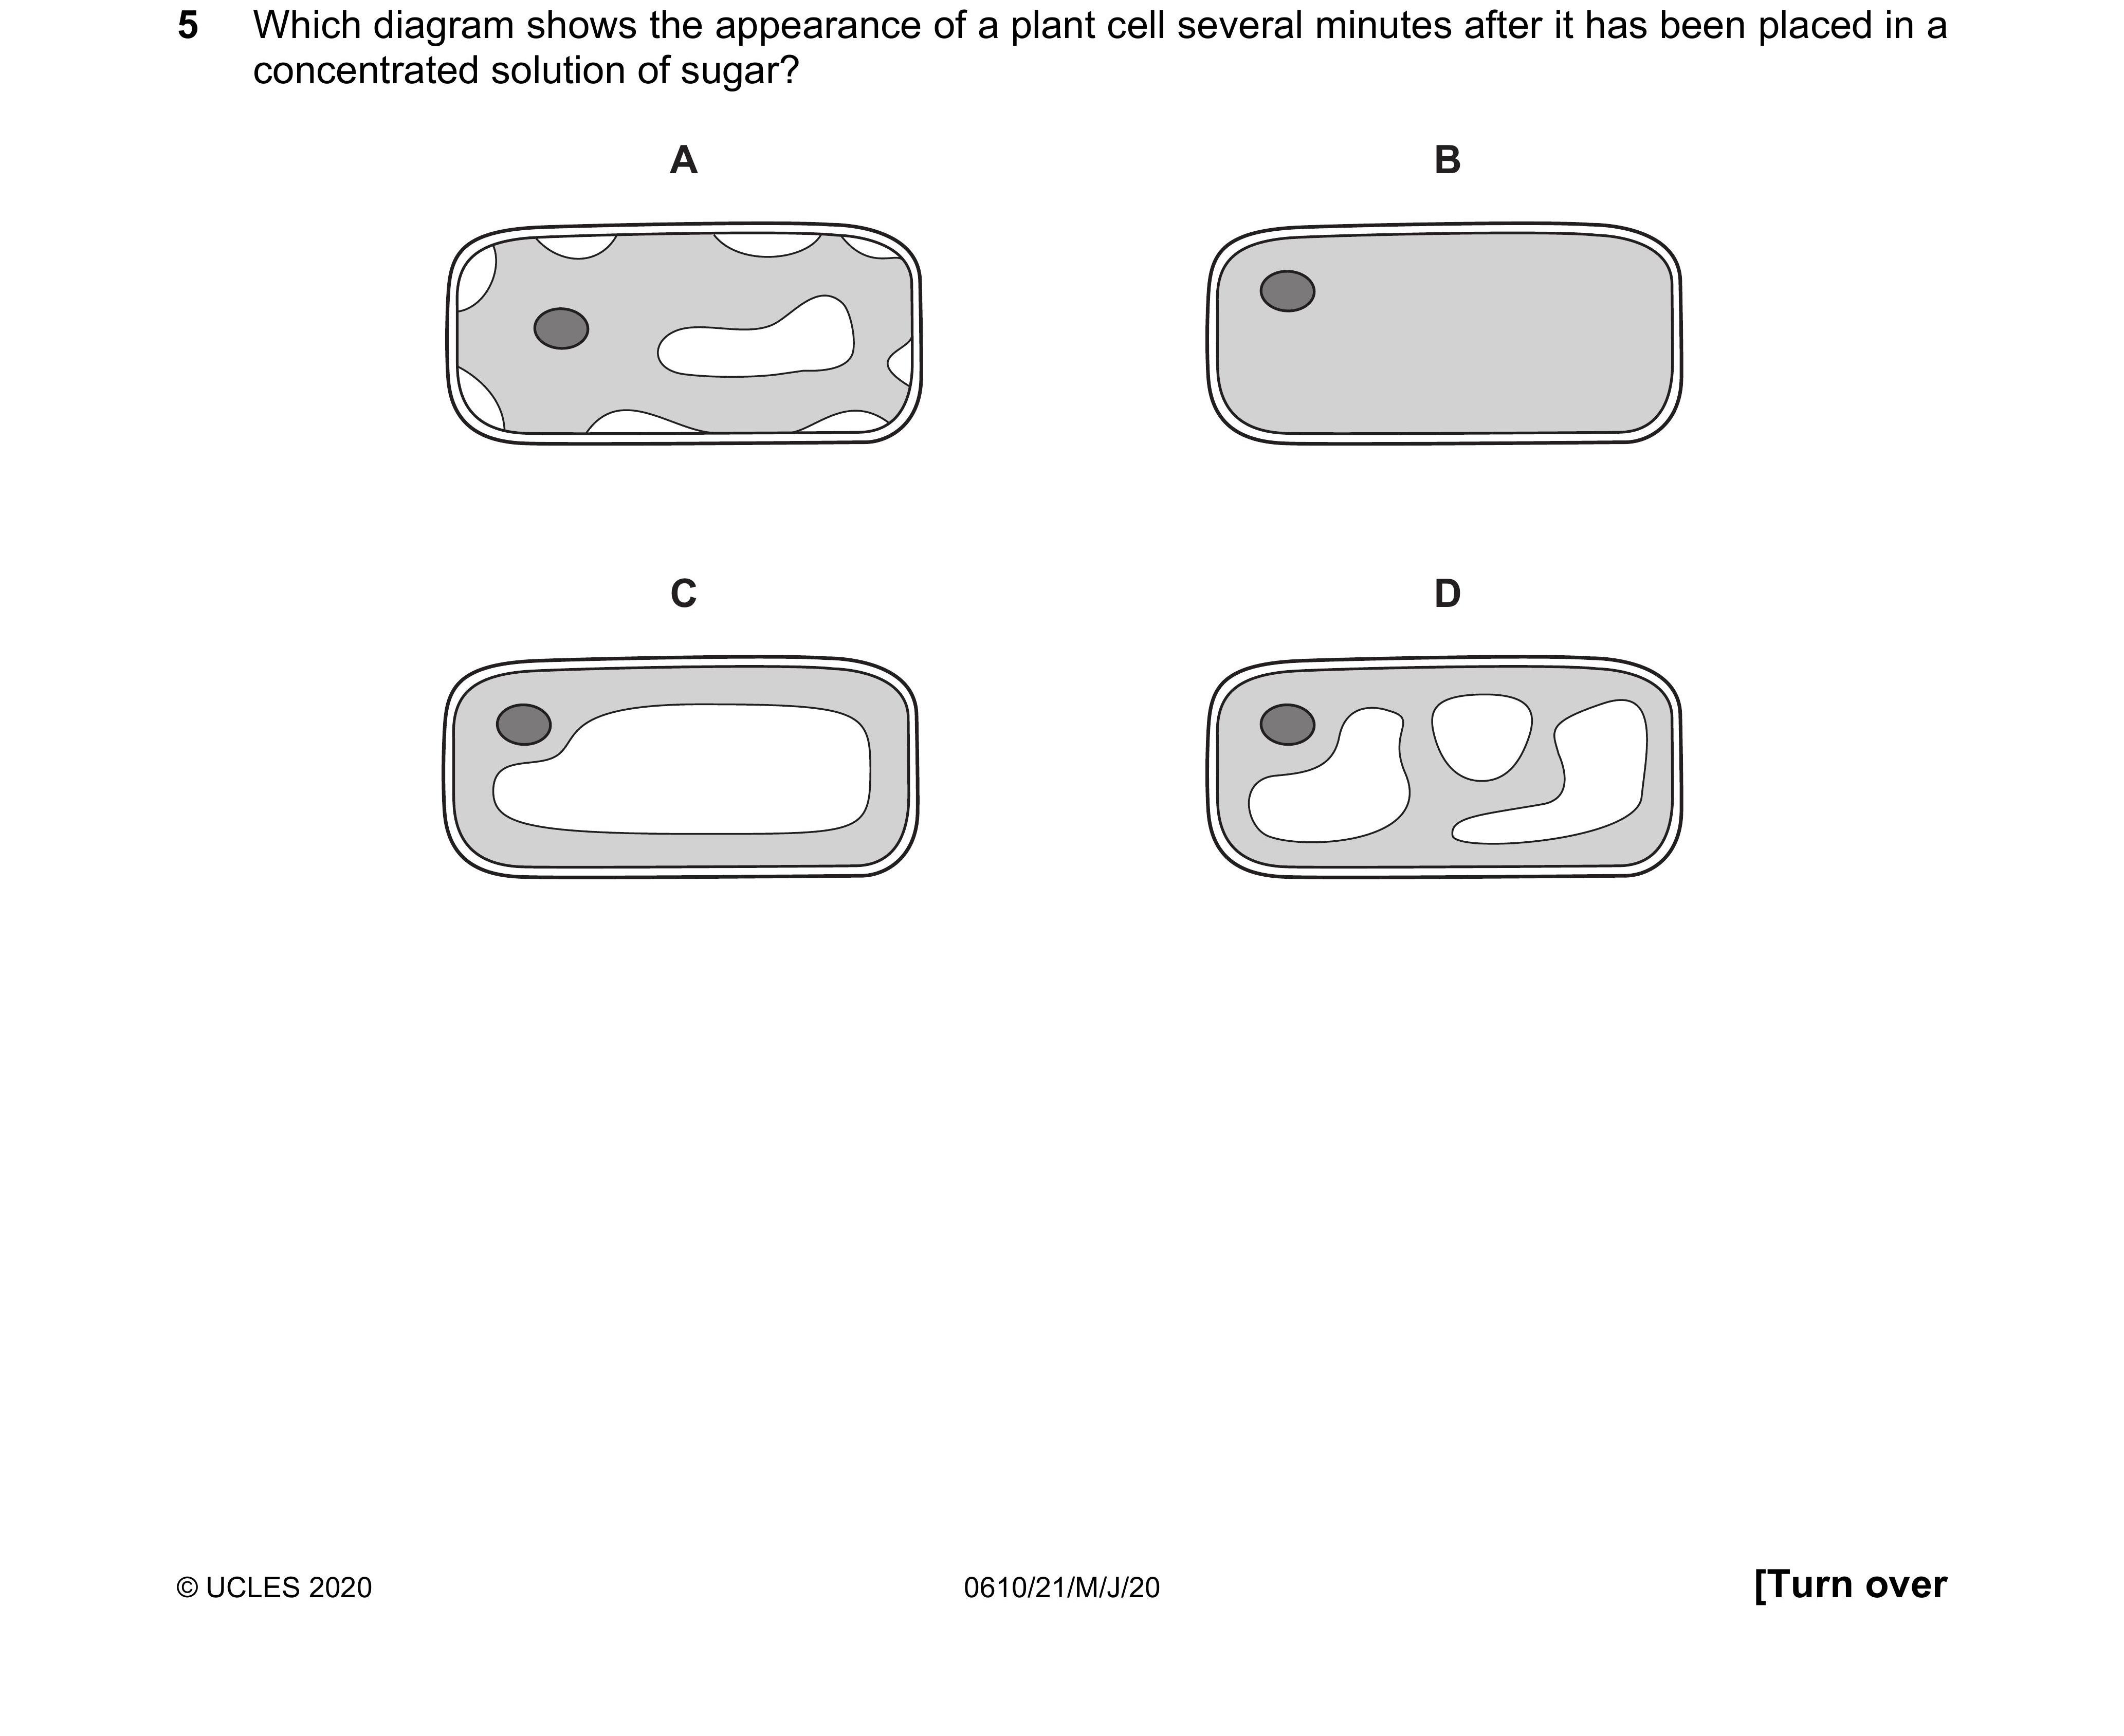 5 Which diagram shows the appearance of a plant cell several minutes after it has been placed in a
concentrated solution of sugar?
A B
C D
© UCLES 2020 0610/21/M/J/20 [Turn over